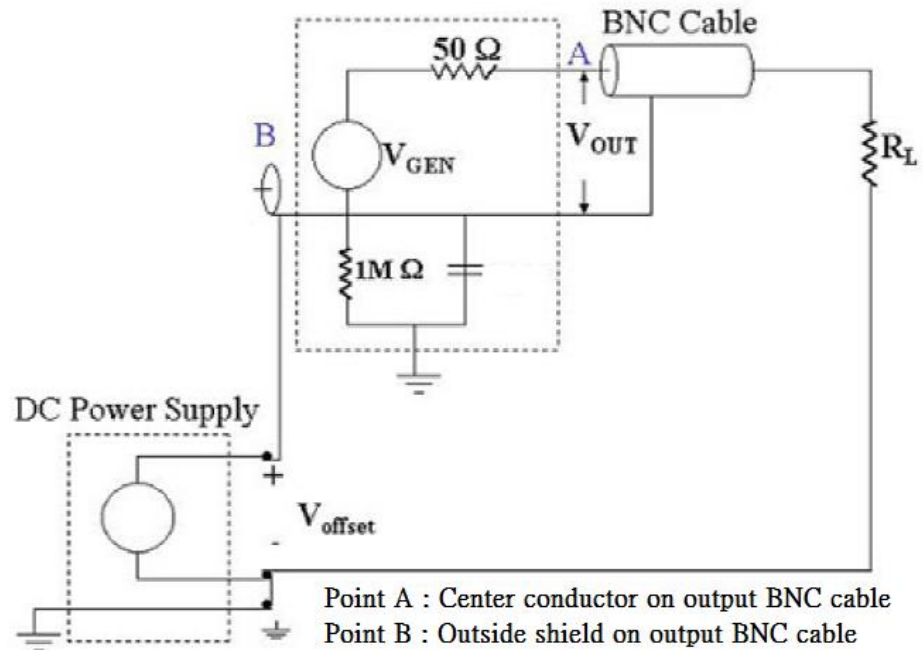 BNC Cable
50 Ω
A
B
V_OUT
V_GEN
R_L
1M Ω
DC Power Supply
+
V_offset
-
Point A : Center conductor on output BNC cable
Point B : Outside shield on output BNC cable